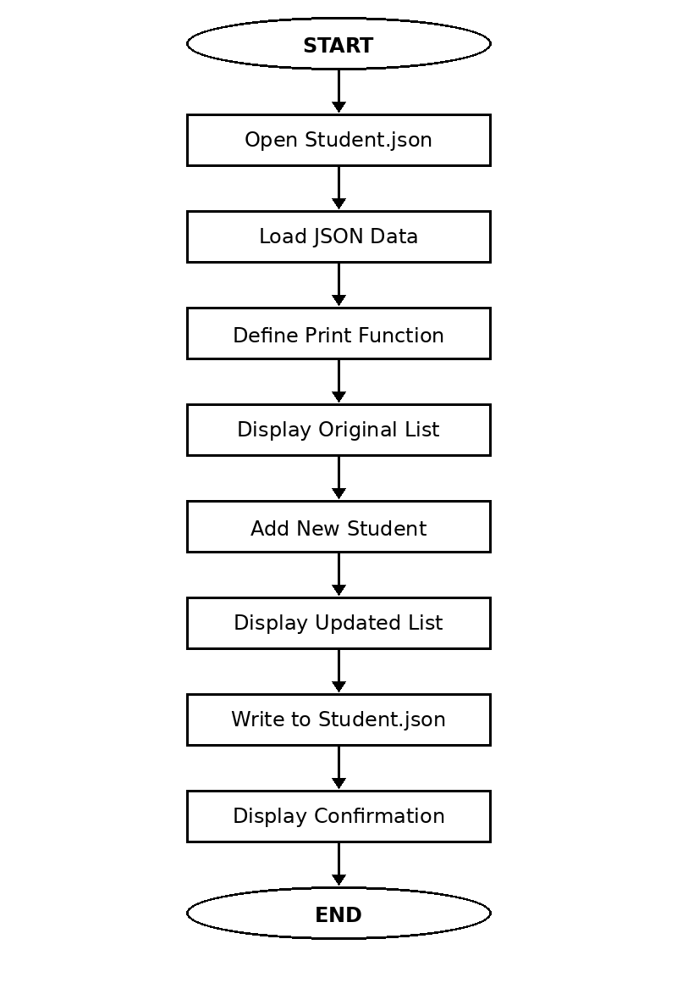 START
Open Student.json
Load JSON Data
Define Print Function
Display Original List
Add New Student
Display Updated List
Write to Student.json
Display Confirmation
END